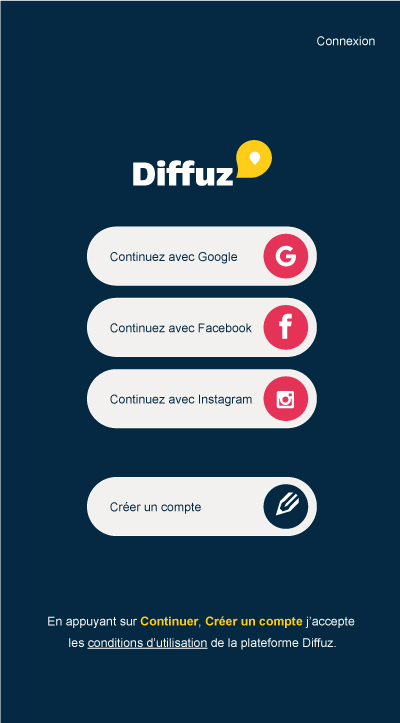 Connexion
Diffuz
Continuez avec Google
Continuez avec Facebook
Continuez avec Instagram
Créer un compte
En appuyant sur Continuer, Créer un compte j’accepte
les conditions d’utilisation de la plateforme Diffuz.